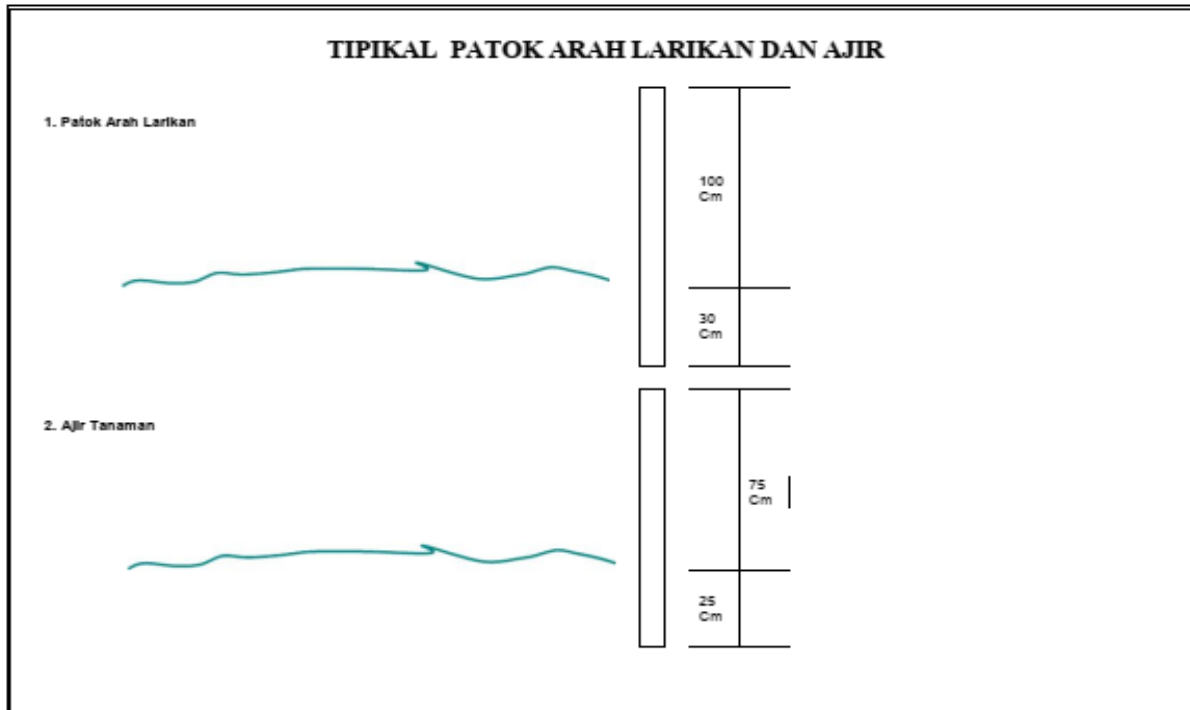 TIPIKAL PATOK ARAH LARIKAN DAN AJIR
1. Patok Arah Larikan
100
Cm
30
Cm
2. Ajir Tanaman
75
Cm
25
Cm